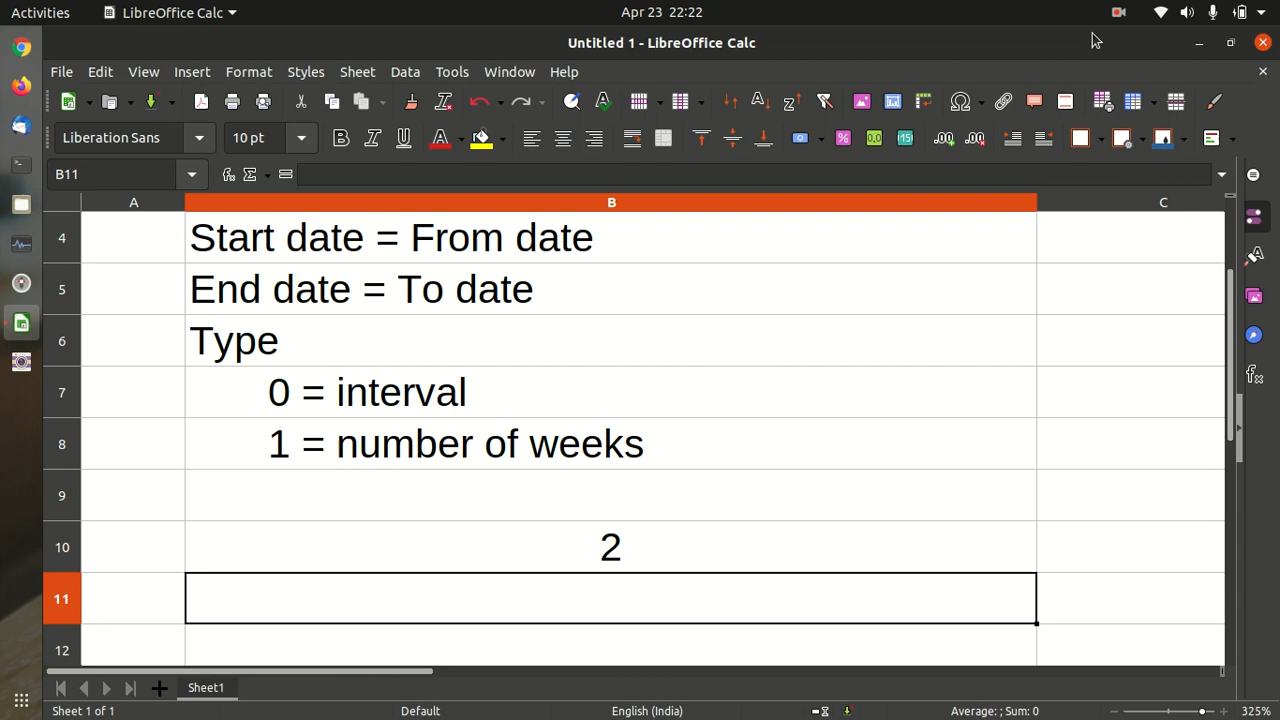 Activities LibreOffice Calc Apr 23 22:22
Untitled 1 - LibreOffice Calc
File Edit View Insert Format Styles Sheet Data Tools Window Help
Liberation Sans 10 pt
B11
A B C
4 Start date = From date
5 End date = To date
6 Type
7 0 = interval
8 1 = number of weeks
9
10 2
11
12
Sheet1
Sheet 1 of 1 Default English (India) Average: ; Sum: 0 325%